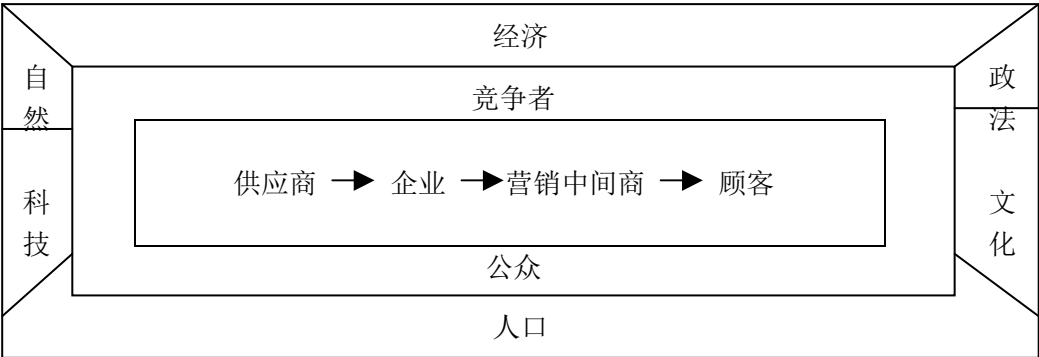 经济
自然
政法
竞争者
供应商 企业 营销中间商 顾客
科技
文化
公众
人口